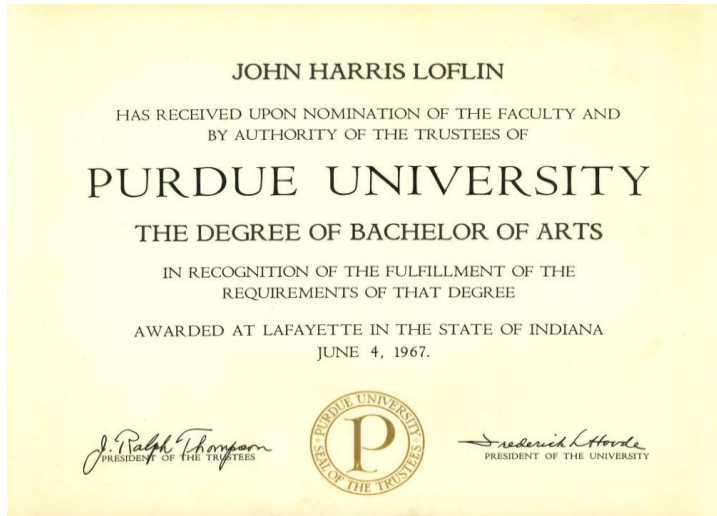 JOHN HARRIS LOFLIN
HAS RECEIVED UPON NOMINATION OF THE FACULTY AND
BY AUTHORITY OF THE TRUSTEES OF
PURDUE UNIVERSITY
THE DEGREE OF BACHELOR OF ARTS
IN RECOGNITION OF THE FULFILLMENT OF THE
REQUIREMENTS OF THAT DEGREE
AWARDED AT LAFAYETTE IN THE STATE OF INDIANA
JUNE 4, 1967.
J. Ralph Thompson
PRESIDENT OF THE TRUSTEES
PURDUE UNIVERSITY
P
SEAL OF THE TRUSTEES
Frederick L Hovde
PRESIDENT OF THE UNIVERSITY